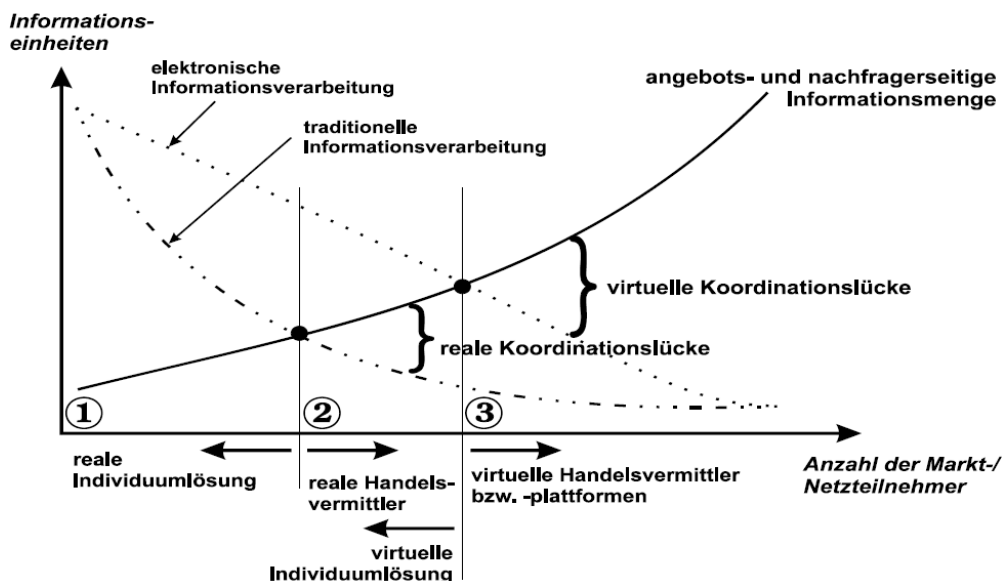 Informations-
einheiten
elektronische
Informationsverarbeitung
traditionelle
Informationsverarbeitung
angebots- und nachfragerseitige
Informationsmenge
virtuelle Koordinationslücke
reale Koordinationslücke
1
2
3
reale
Individuumlösung
reale Handels-
vermittler
virtuelle Handelsvermittler
bzw. -plattformen
Anzahl der Markt-/
Netzteilnehmer
virtuelle
Individuumlösung